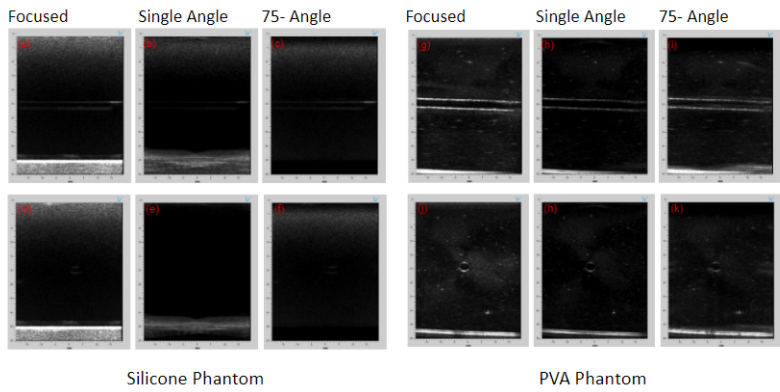 Focused Single Angle 75- Angle Focused Single Angle 75- Angle
(a) (b) (c) (g) (h) (i)
(d) (e) (f) (j) (h) (k)
Silicone Phantom PVA Phantom